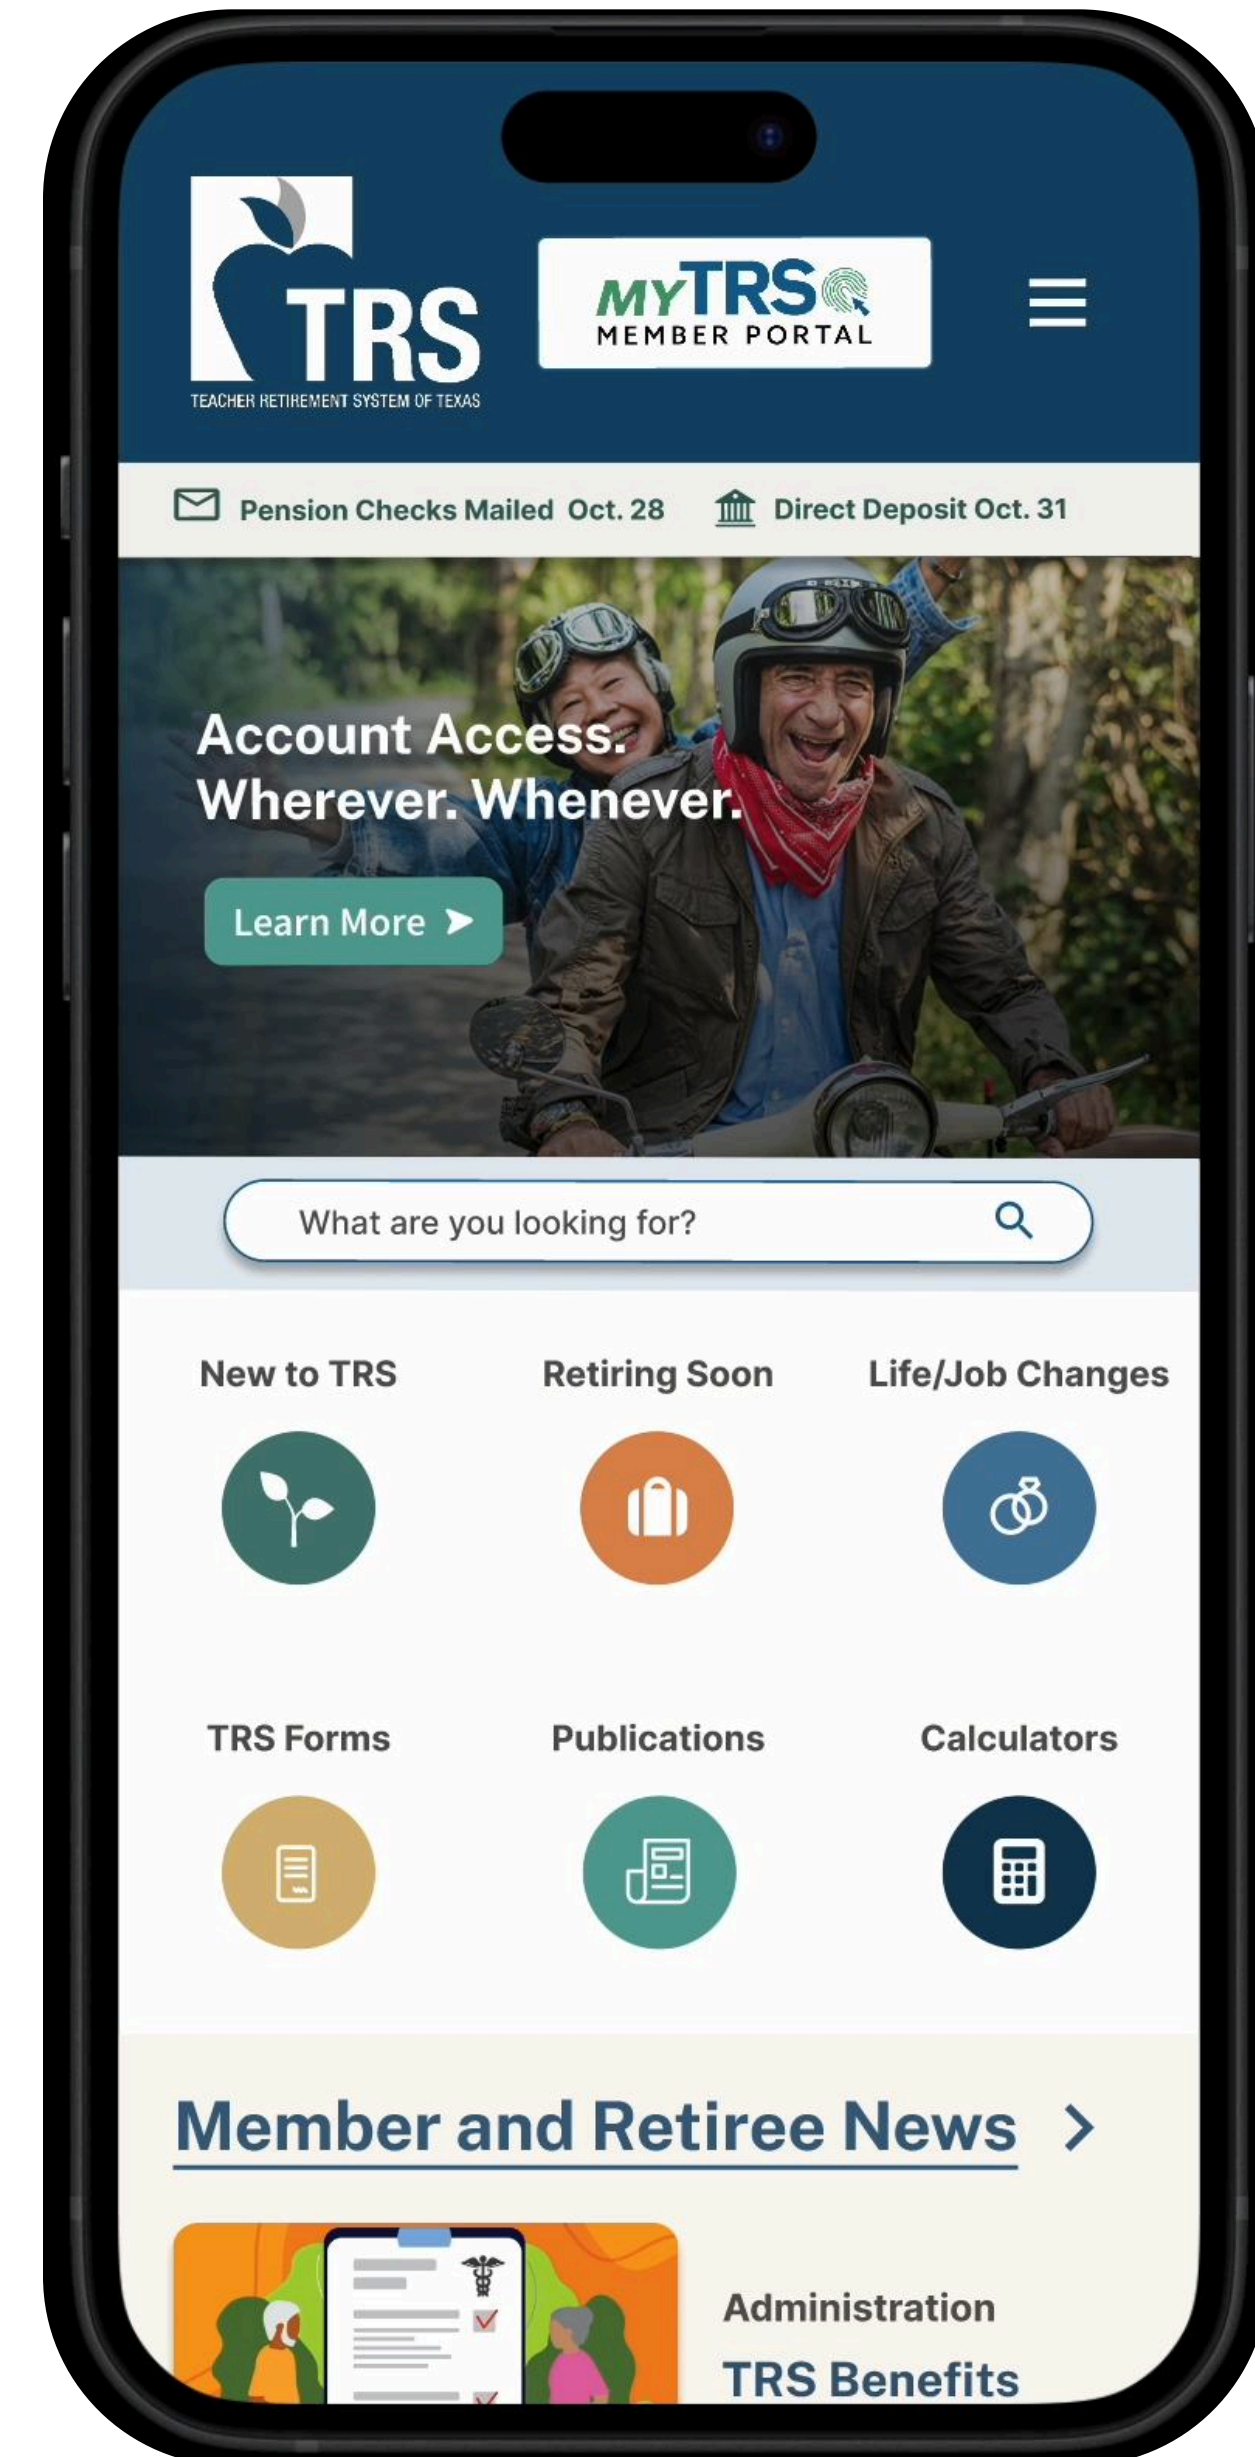 TRS
TEACHER RETIREMENT SYSTEM OF TEXAS
MYTRS
MEMBER PORTAL
Pension Checks Mailed Oct. 28
Direct Deposit Oct. 31
Account Access.
Wherever. Whenever.
Learn More
What are you looking for?
New to TRS
Retiring Soon
Life/Job Changes
TRS Forms
Publications
Calculators
Member and Retiree News
Administration
TRS Benefits